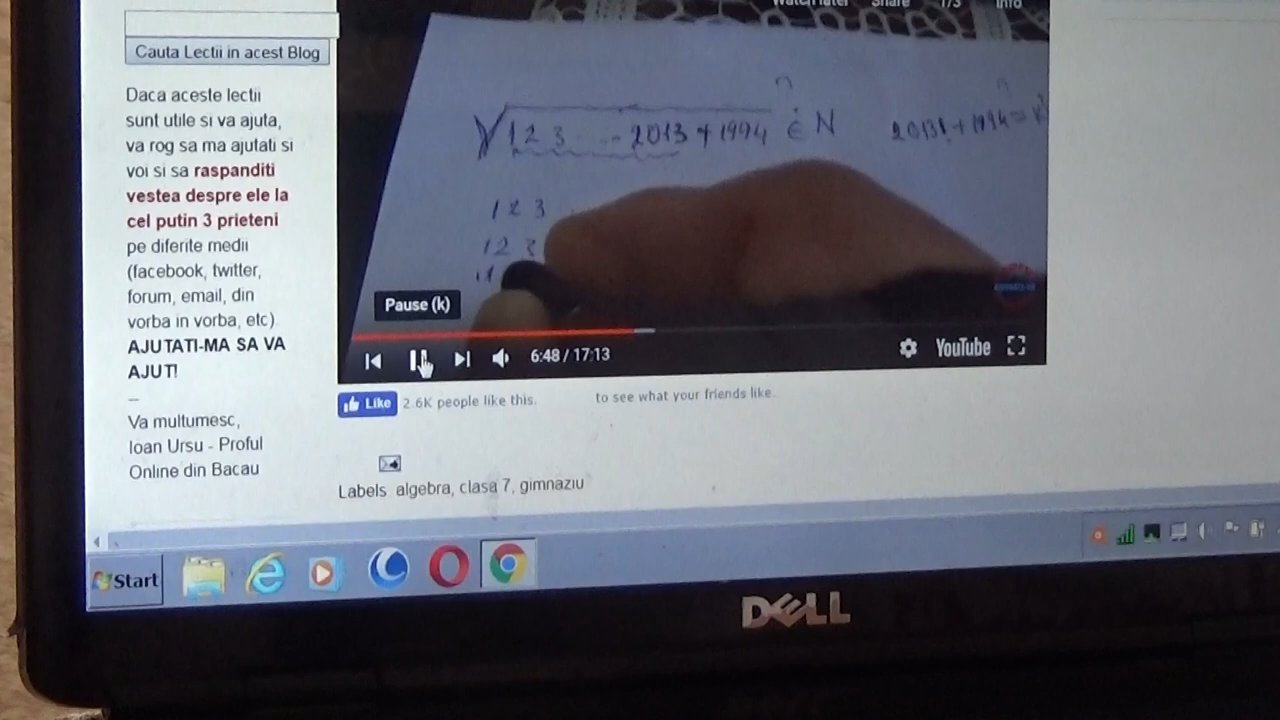 Share
1/3
Info
Cauta Lectii in acest Blog
Daca aceste lectii
sunt utile si va ajuta,
va rog sa ma ajutati si
voi si sa raspanditi
vestea despre ele la
cel putin 3 prieteni
pe diferite medii
(facebook, twitter,
forum, email, din
vorba in vorba, etc)
AJUTATI-MA SA VA
AJUT!
--
Va multumesc,
Ioan Ursu - Proful
Online din Bacau
√123 ... 2013 + 1994 ∈ N
123
12
Pause (k)
6:48 / 17:13
YouTube
Like 2.6K people like this. to see what your friends like.
Labels algebra, clasa 7, gimnaziu
Start
DELL